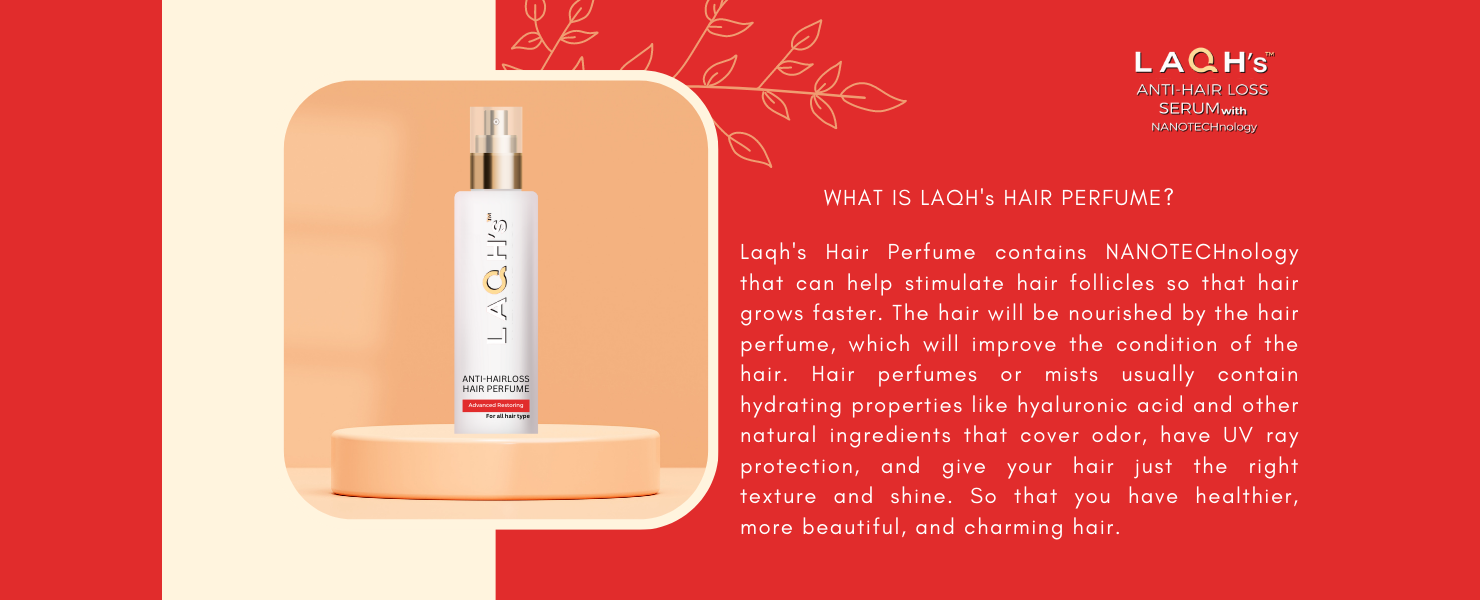 LAQH's™
ANTI-HAIR LOSS
SERUM with
NANOTECHnology
WHAT IS LAQH's HAIR PERFUME?
Laqh's Hair Perfume contains NANOTECHnology
that can help stimulate hair follicles so that hair
grows faster. The hair will be nourished by the hair
perfume, which will improve the condition of the
hair. Hair perfumes or mists usually contain
hydrating properties like hyaluronic acid and other
natural ingredients that cover odor, have UV ray
protection, and give your hair just the right
texture and shine. So that you have healthier,
more beautiful, and charming hair.
LAQH's™
ANTI-HAIRLOSS
HAIR PERFUME
Advanced Restoring
For all hair type